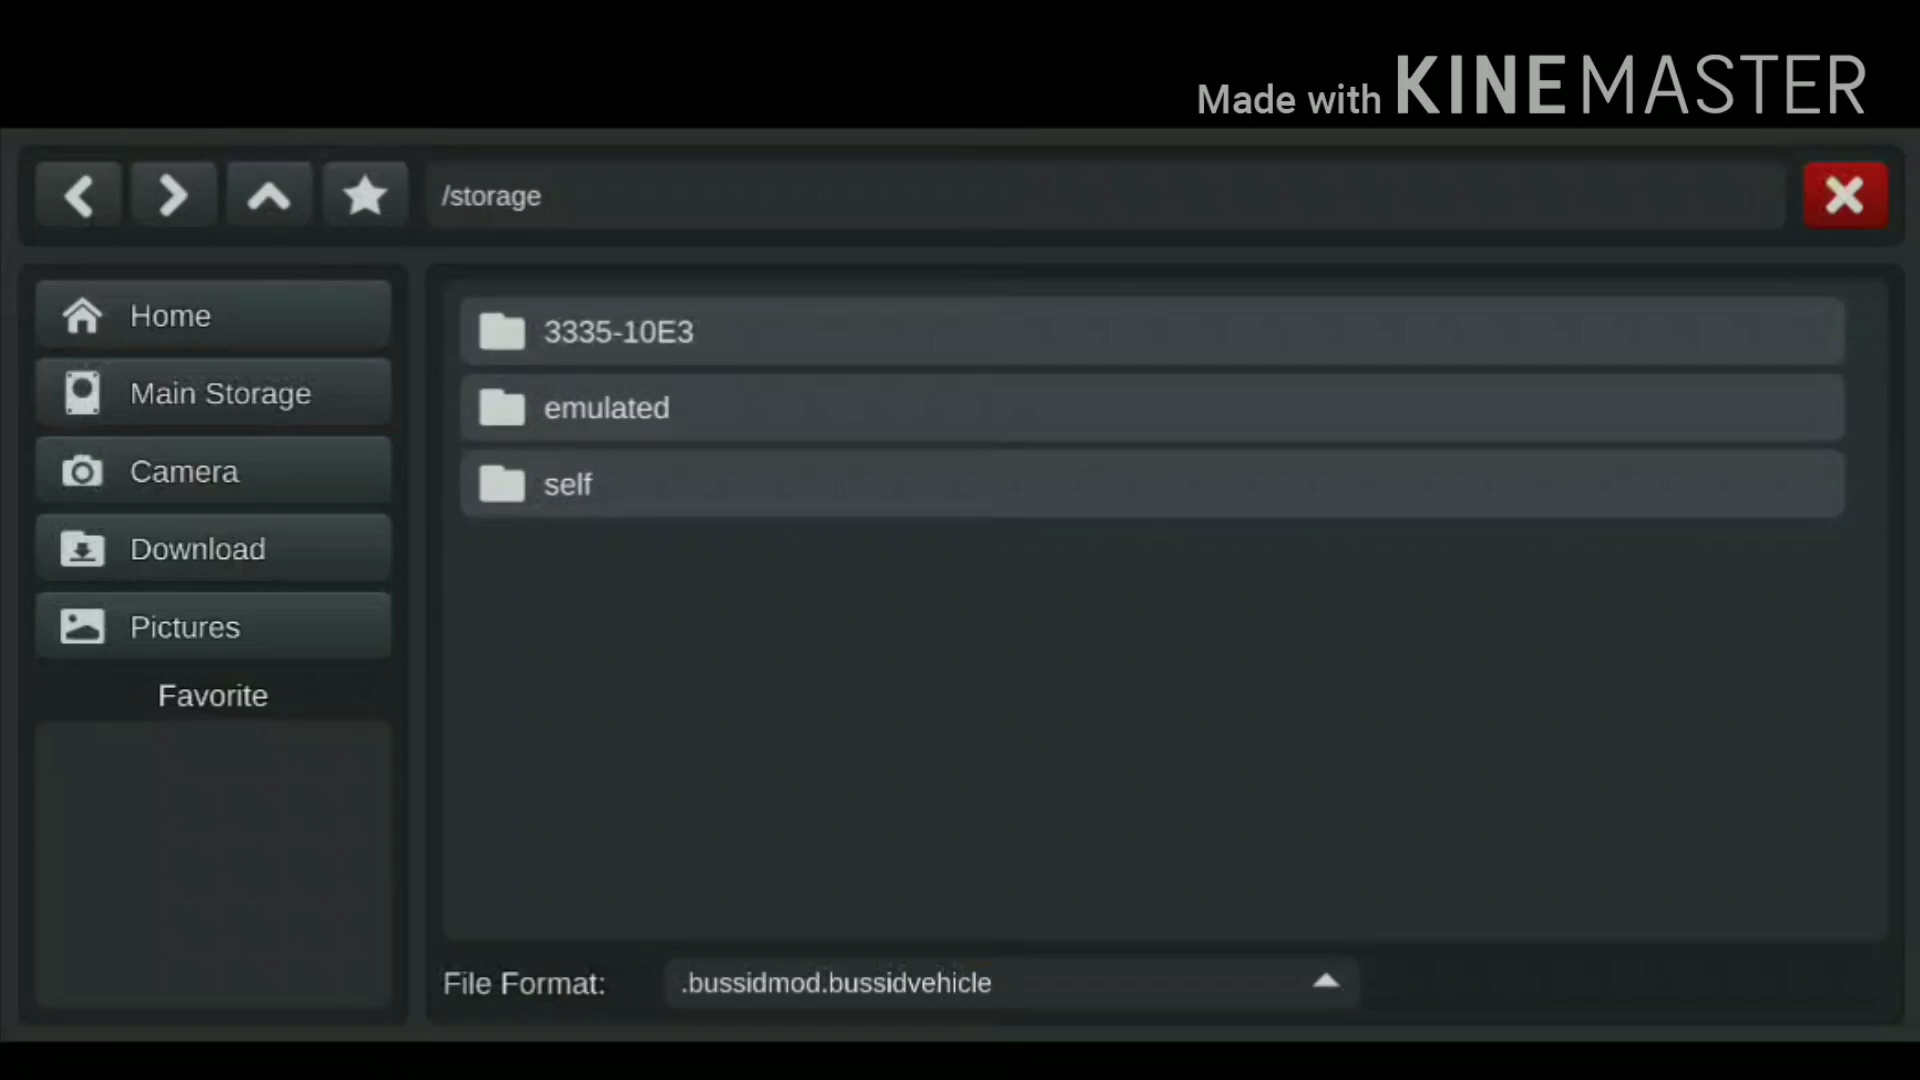 Made with KINEMASTER
/storage
Home
Main Storage
Camera
Download
Pictures
Favorite
3335-10E3
emulated
self
File Format: .bussidmod.bussidvehicle